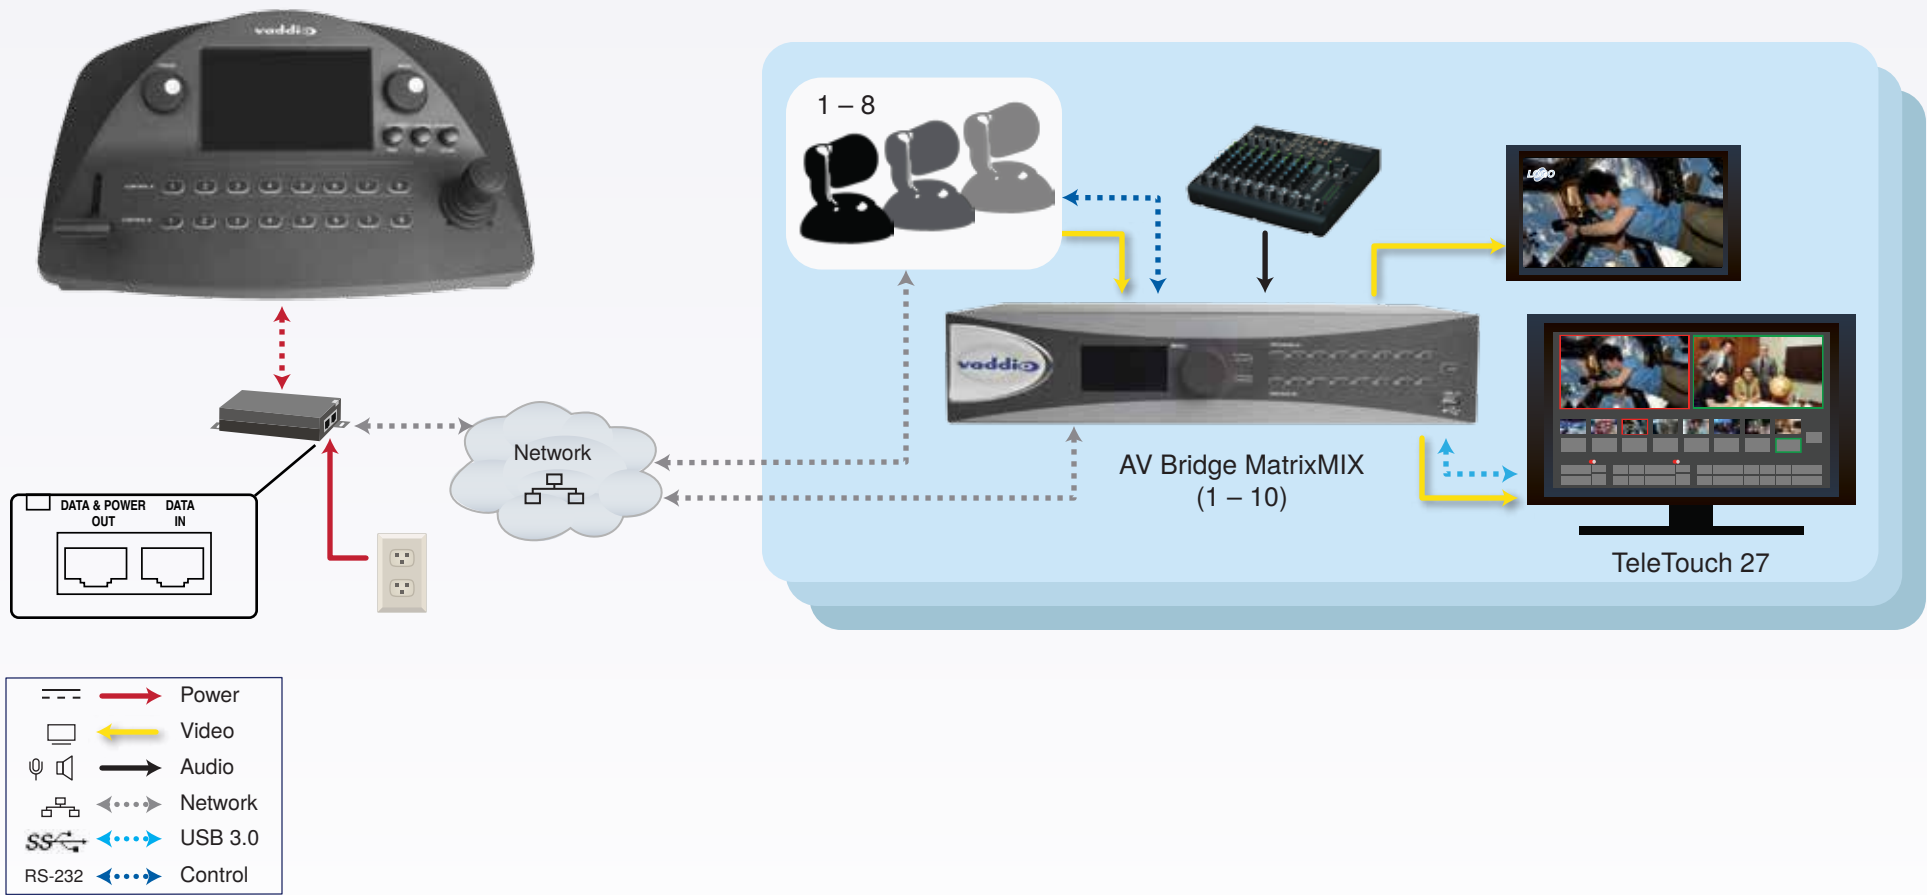 vaddio
1 – 8
LOGO
vaddio
Network
AV Bridge MatrixMIX
(1 – 10)
TeleTouch 27
DATA & POWER OUT
DATA IN
Power
Video
Audio
Network
USB 3.0
RS-232
Control